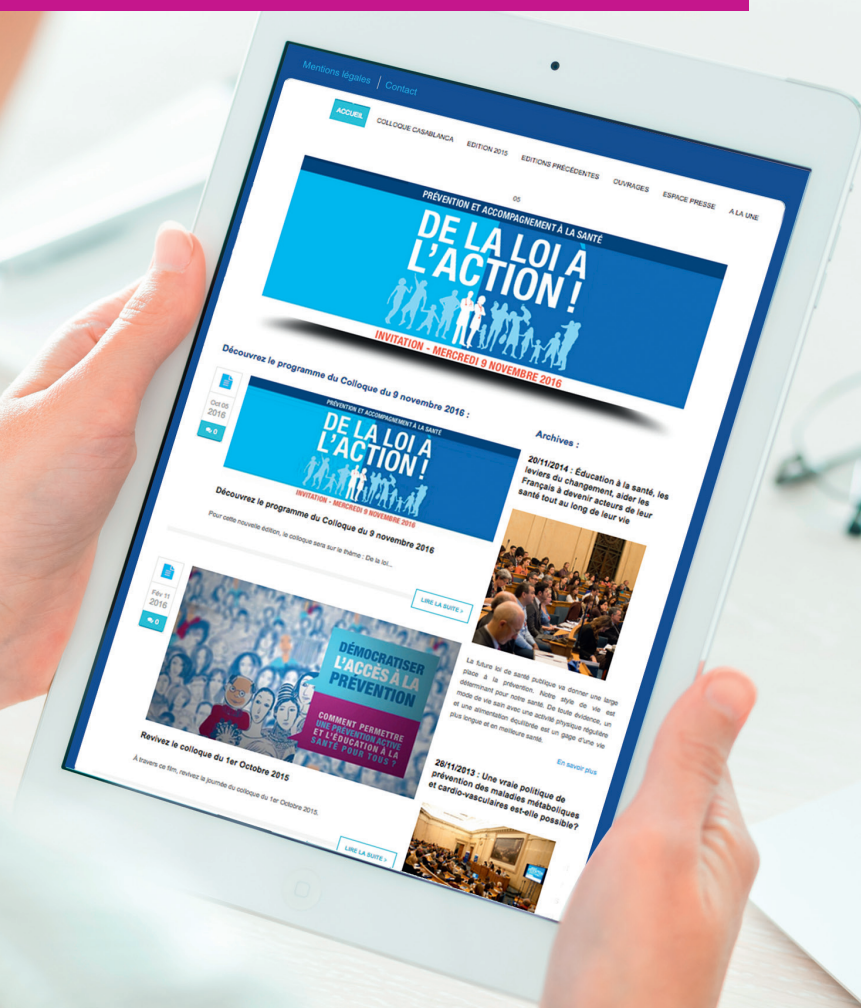 Mentions légales | Contact
ACCUEIL
COLLOQUE CASABLANCA
EDITION 2015
EDITIONS PRÉCÉDENTES
OUVRAGES
ESPACE PRESSE
A LA UNE
05
PRÉVENTION ET ACCOMPAGNEMENT À LA SANTÉ
DE LA LOI À
L'ACTION !
INVITATION - MERCREDI 9 NOVEMBRE 2016
Découvrez le programme du Colloque du 9 novembre 2016 :
Oct 05
2016
0
PRÉVENTION ET ACCOMPAGNEMENT À LA SANTÉ
DE LA LOI À
L'ACTION !
INVITATION - MERCREDI 9 NOVEMBRE 2016
Découvrez le programme du Colloque du 9 novembre 2016
Pour cette nouvelle édition, le colloque sera sur le thème : De la loi...
LIRE LA SUITE >
Fév 11
2016
0
DÉMOCRATISER
L'ACCÈS À LA
PRÉVENTION
COMMENT PERMETTRE
UNE PRÉVENTION ACTIVE
ET L'ÉDUCATION À LA
SANTÉ POUR TOUS ?
Revivez le colloque du 1er Octobre 2015
À travers ce film, revivez la journée du colloque du 1er Octobre 2015.
LIRE LA SUITE >
Archives :
20/11/2014 : Éducation à la santé, les
leviers du changement, aider les
Français à devenir acteurs de leur
santé tout au long de leur vie
La future loi de santé publique va donner une large
place à la prévention. Notre style de vie est
déterminant pour notre santé. De toute évidence, un
mode de vie sain avec une activité physique régulière
et une alimentation équilibrée est un gage d'une vie
plus longue et en meilleure santé.
En savoir plus
28/11/2013 : Une vraie politique de
prévention des maladies métaboliques
et cardio-vasculaires est-elle possible?